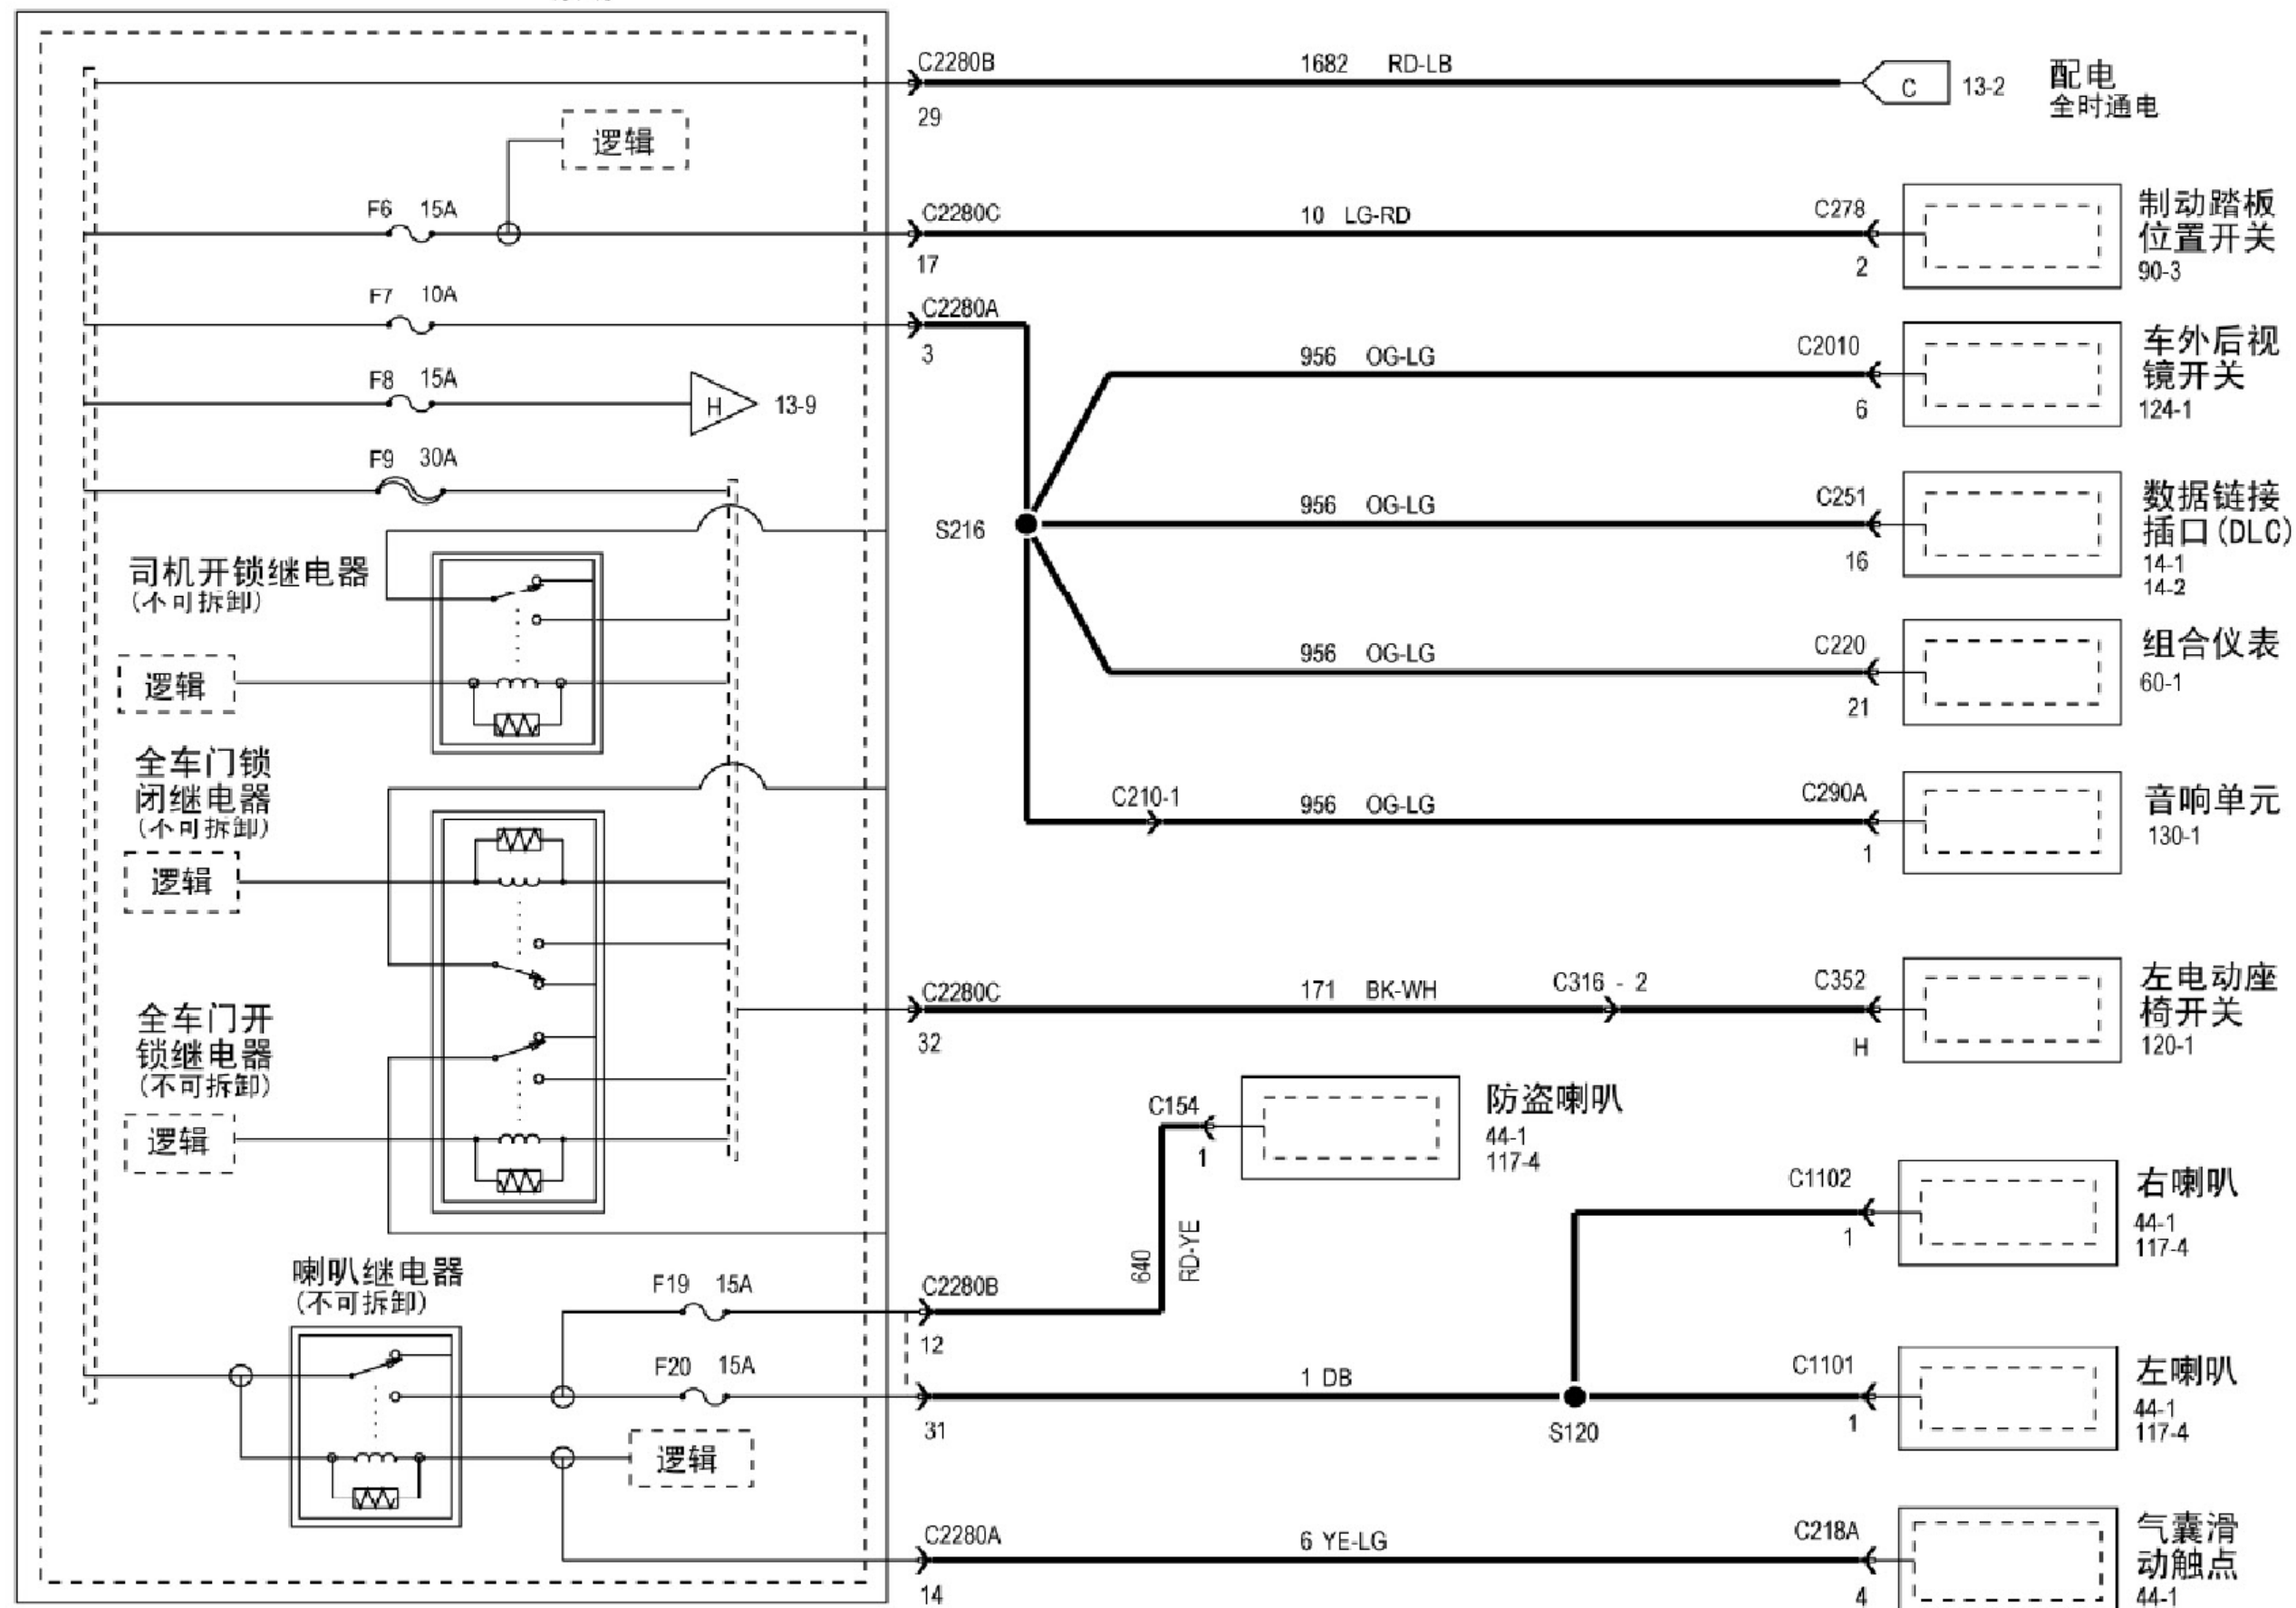 C2280B
1682 RD-LB
C
13-2
配电
全时通电
29
逻辑
F6 15A
C2280C
10 LG-RD
C278
17
2
制动踏板
位置开关
90-3
F7 10A
C2280A
3
956 OG-LG
C2010
6
车外后视
镜开关
124-1
F8 15A
H
13-9
F9 30A
S216
956 OG-LG
C251
16
数据链接
插口(DLC)
14-1
14-2
司机开锁继电器
(不可拆卸)
逻辑
956 OG-LG
C220
21
组合仪表
60-1
全车门锁
闭继电器
(不可拆卸)
逻辑
C210-1
956 OG-LG
C290A
1
音响单元
130-1
C2280C
32
171 BK-WH
C316 - 2
C352
H
左电动座
椅开关
120-1
全车门开
锁继电器
(不可拆卸)
逻辑
C154
1
防盗喇叭
44-1
117-4
640
RD-YE
C1102
1
右喇叭
44-1
117-4
喇叭继电器
(不可拆卸)
F19 15A
C2280B
12
F20 15A
31
1 DB
S120
C1101
1
左喇叭
44-1
117-4
逻辑
C2280A
14
6 YE-LG
C218A
4
气囊滑
动触点
44-1